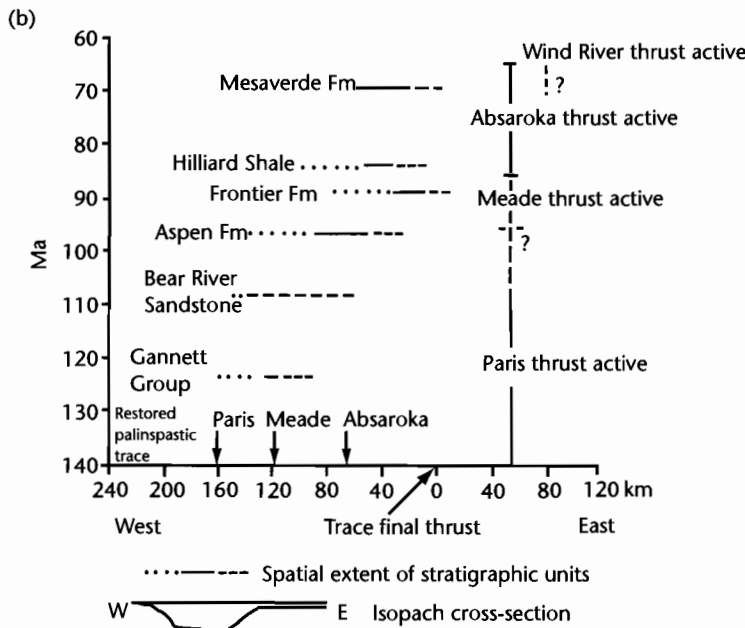 (b)
60
70
80
90
100
110
120
130
140
Ma
Wind River thrust active
?
Mesaverde Fm
Absaroka thrust active
Hilliard Shale
Frontier Fm
Meade thrust active
Aspen Fm
?
Bear River
Sandstone
Gannett
Group
Paris thrust active
Restored
palinspastic
trace
Paris Meade Absaroka
240 200 160 120 80 40 0 40 80 120 km
West
Trace final thrust
East
Spatial extent of stratigraphic units
W E Isopach cross-section